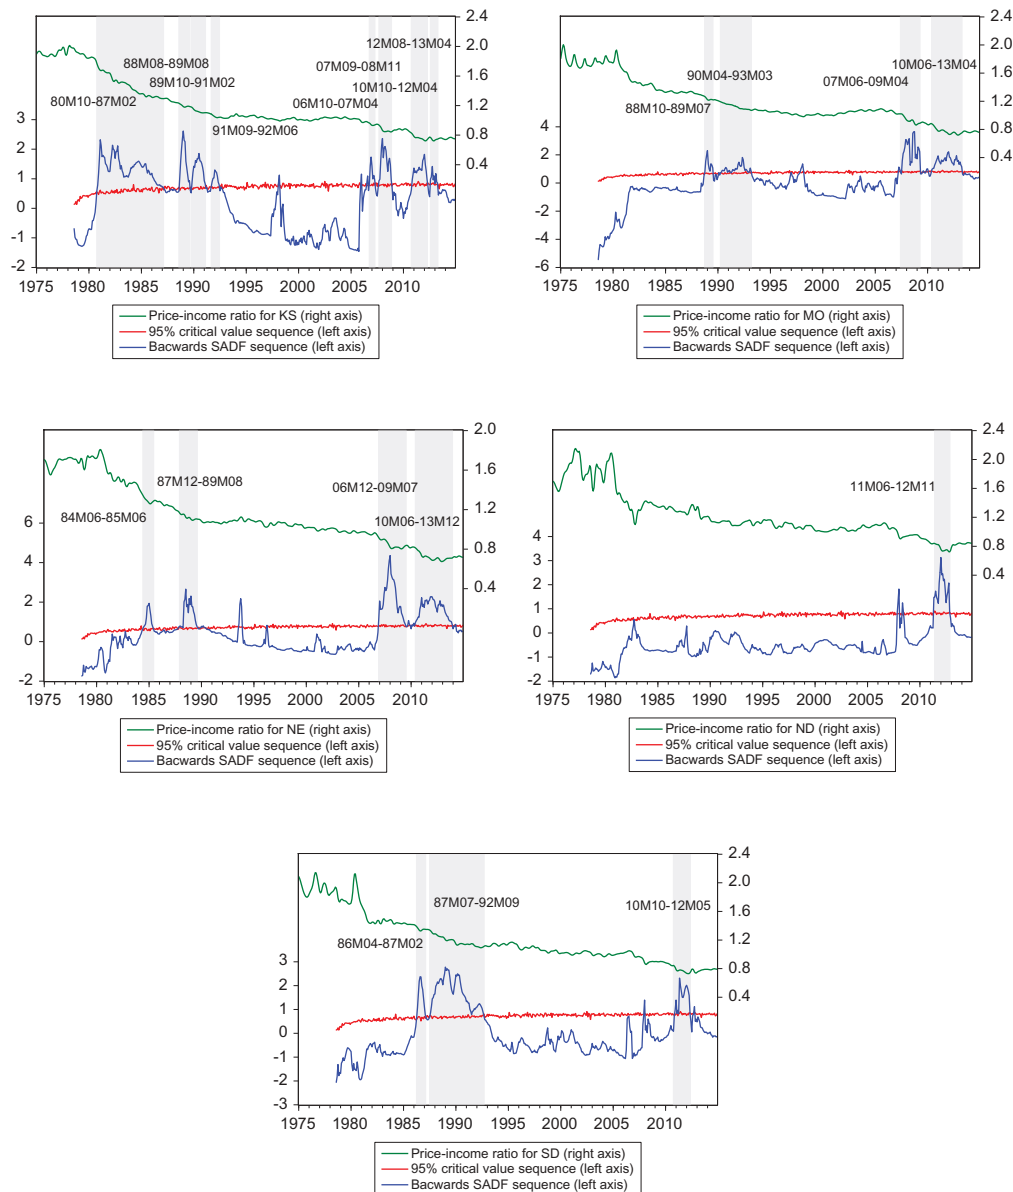 2.4
12M08-13M04
2.0
88M08-89M08
07M09-08M11
1.6
89M10-91M02
10M10-12M04
80M10-87M02
06M10-07M04
1.2
3
91M09-92M06
0.8
2
0.4
1
0
-1
-2
1975 1980 1985 1990 1995 2000 2005 2010
Price-income ratio for KS (right axis)
95% critical value sequence (left axis)
Bacwards SADF sequence (left axis)
2.4
2.0
10M06-13M04
90M04-93M03
07M06-09M04
1.6
88M10-89M07
1.2
4
0.8
2
0.4
0
-2
-4
-6
1975 1980 1985 1990 1995 2000 2005 2010
Price-income ratio for MO (right axis)
95% critical value sequence (left axis)
Bacwards SADF sequence (left axis)
2.0
1.6
87M12-89M08
06M12-09M07
1.2
84M06-85M06
10M06-13M12
6
0.8
4
0.4
2
0
-2
1975 1980 1985 1990 1995 2000 2005 2010
Price-income ratio for NE (right axis)
95% critical value sequence (left axis)
Bacwards SADF sequence (left axis)
2.4
2.0
11M06-12M11
1.6
1.2
4
0.8
3
0.4
2
1
0
-1
-2
1975 1980 1985 1990 1995 2000 2005 2010
Price-income ratio for ND (right axis)
95% critical value sequence (left axis)
Bacwards SADF sequence (left axis)
2.4
2.0
87M07-92M09
10M10-12M05
1.6
86M04-87M02
1.2
3
0.8
2
0.4
1
0
-1
-2
-3
1975 1980 1985 1990 1995 2000 2005 2010
Price-income ratio for SD (right axis)
95% critical value sequence (left axis)
Bacwards SADF sequence (left axis)